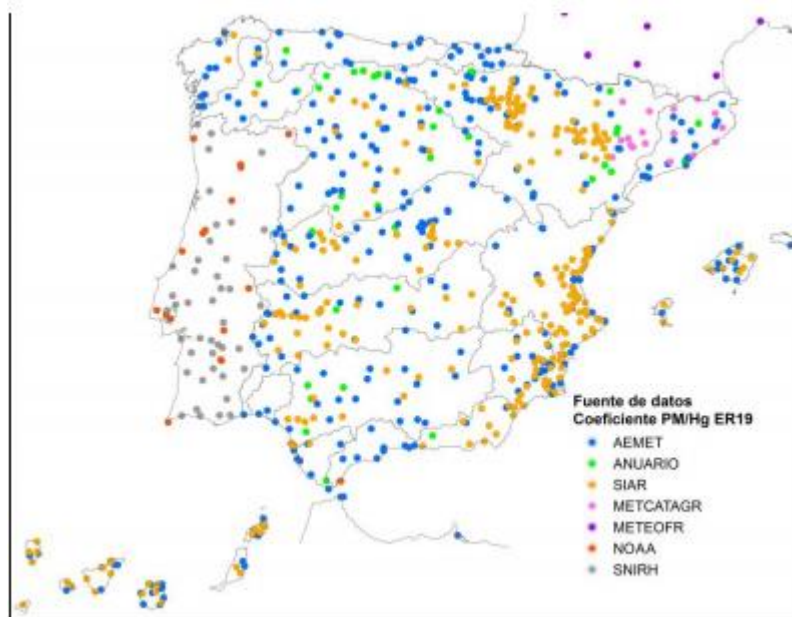 Fuente de datos
Coeficiente PM/Hg ER19
AEMET
ANUARIO
SIAR
METCATAGR
METEOFR
NOAA
SNIRH